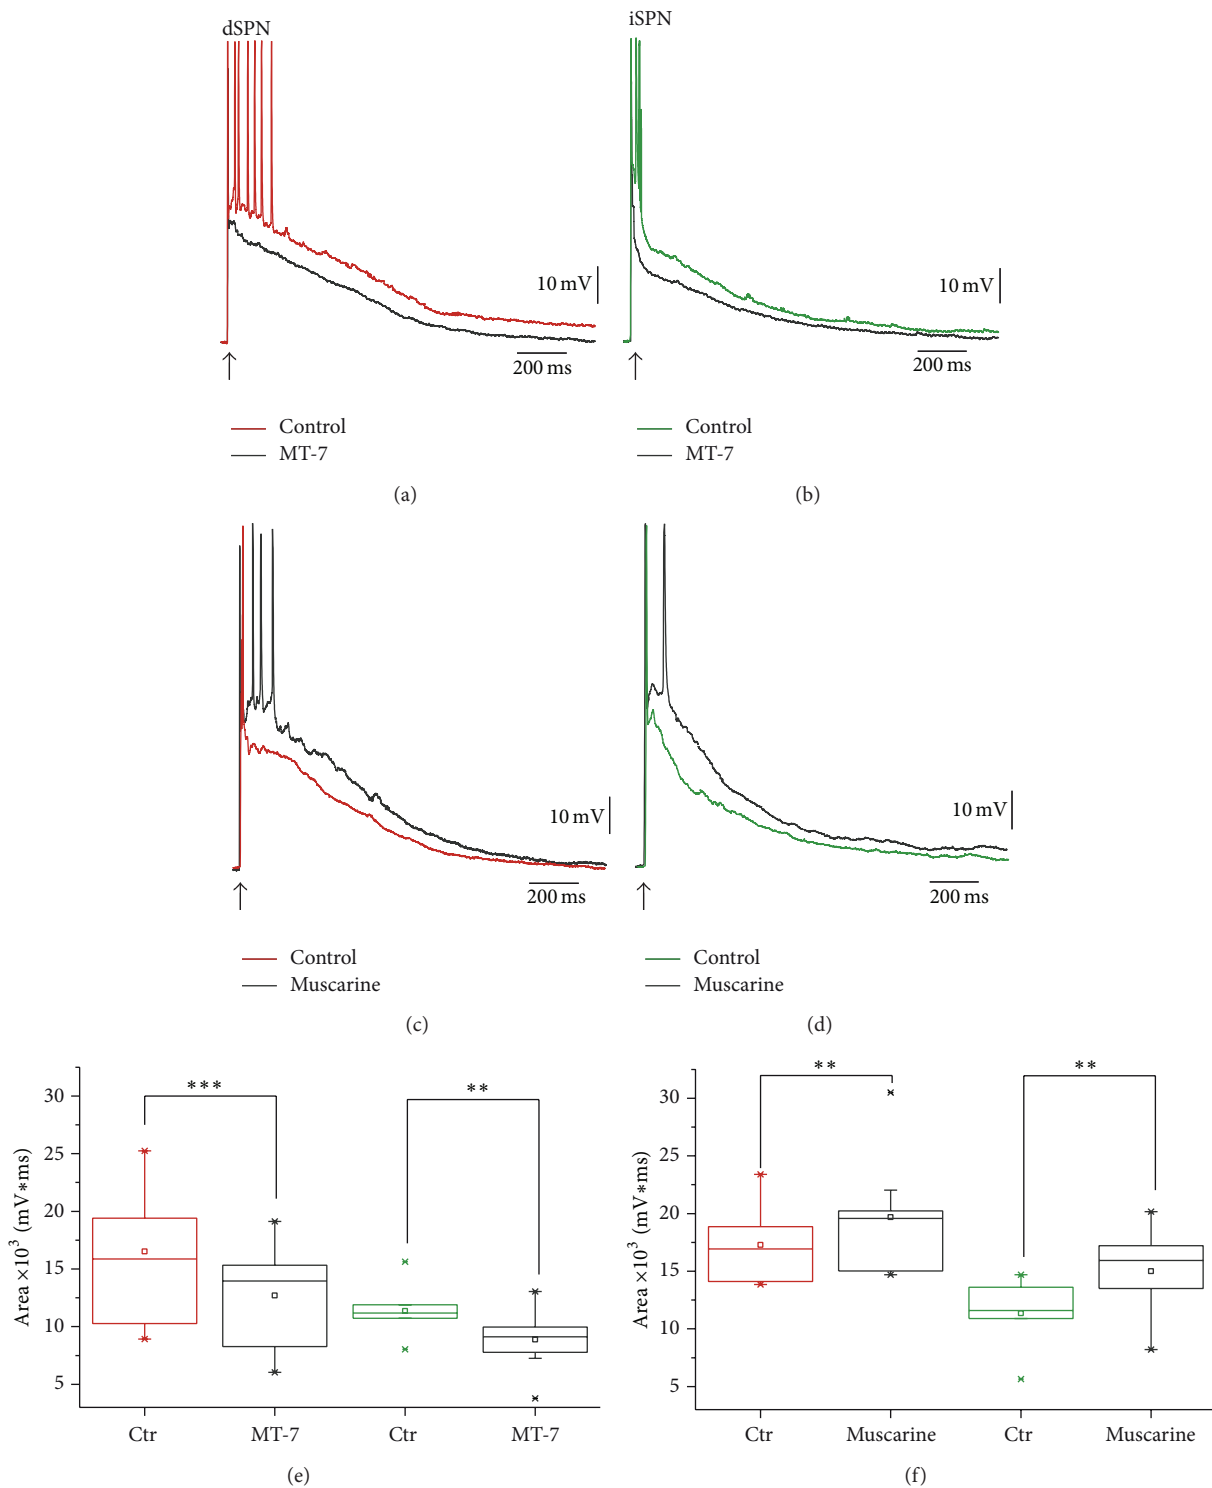 dSPN
iSPN
10 mV
10 mV
200 ms
200 ms
Control
MT-7
Control
MT-7
(a)
(b)
10 mV
10 mV
200 ms
200 ms
Control
Muscarine
Control
Muscarine
(c)
(d)
Area ×10³ (mV∗ms)
30
25
20
15
10
5
∗∗∗
∗∗
Ctr
MT-7
Ctr
MT-7
(e)
Area ×10³ (mV∗ms)
30
25
20
15
10
5
∗∗
∗∗
Ctr
Muscarine
Ctr
Muscarine
(f)